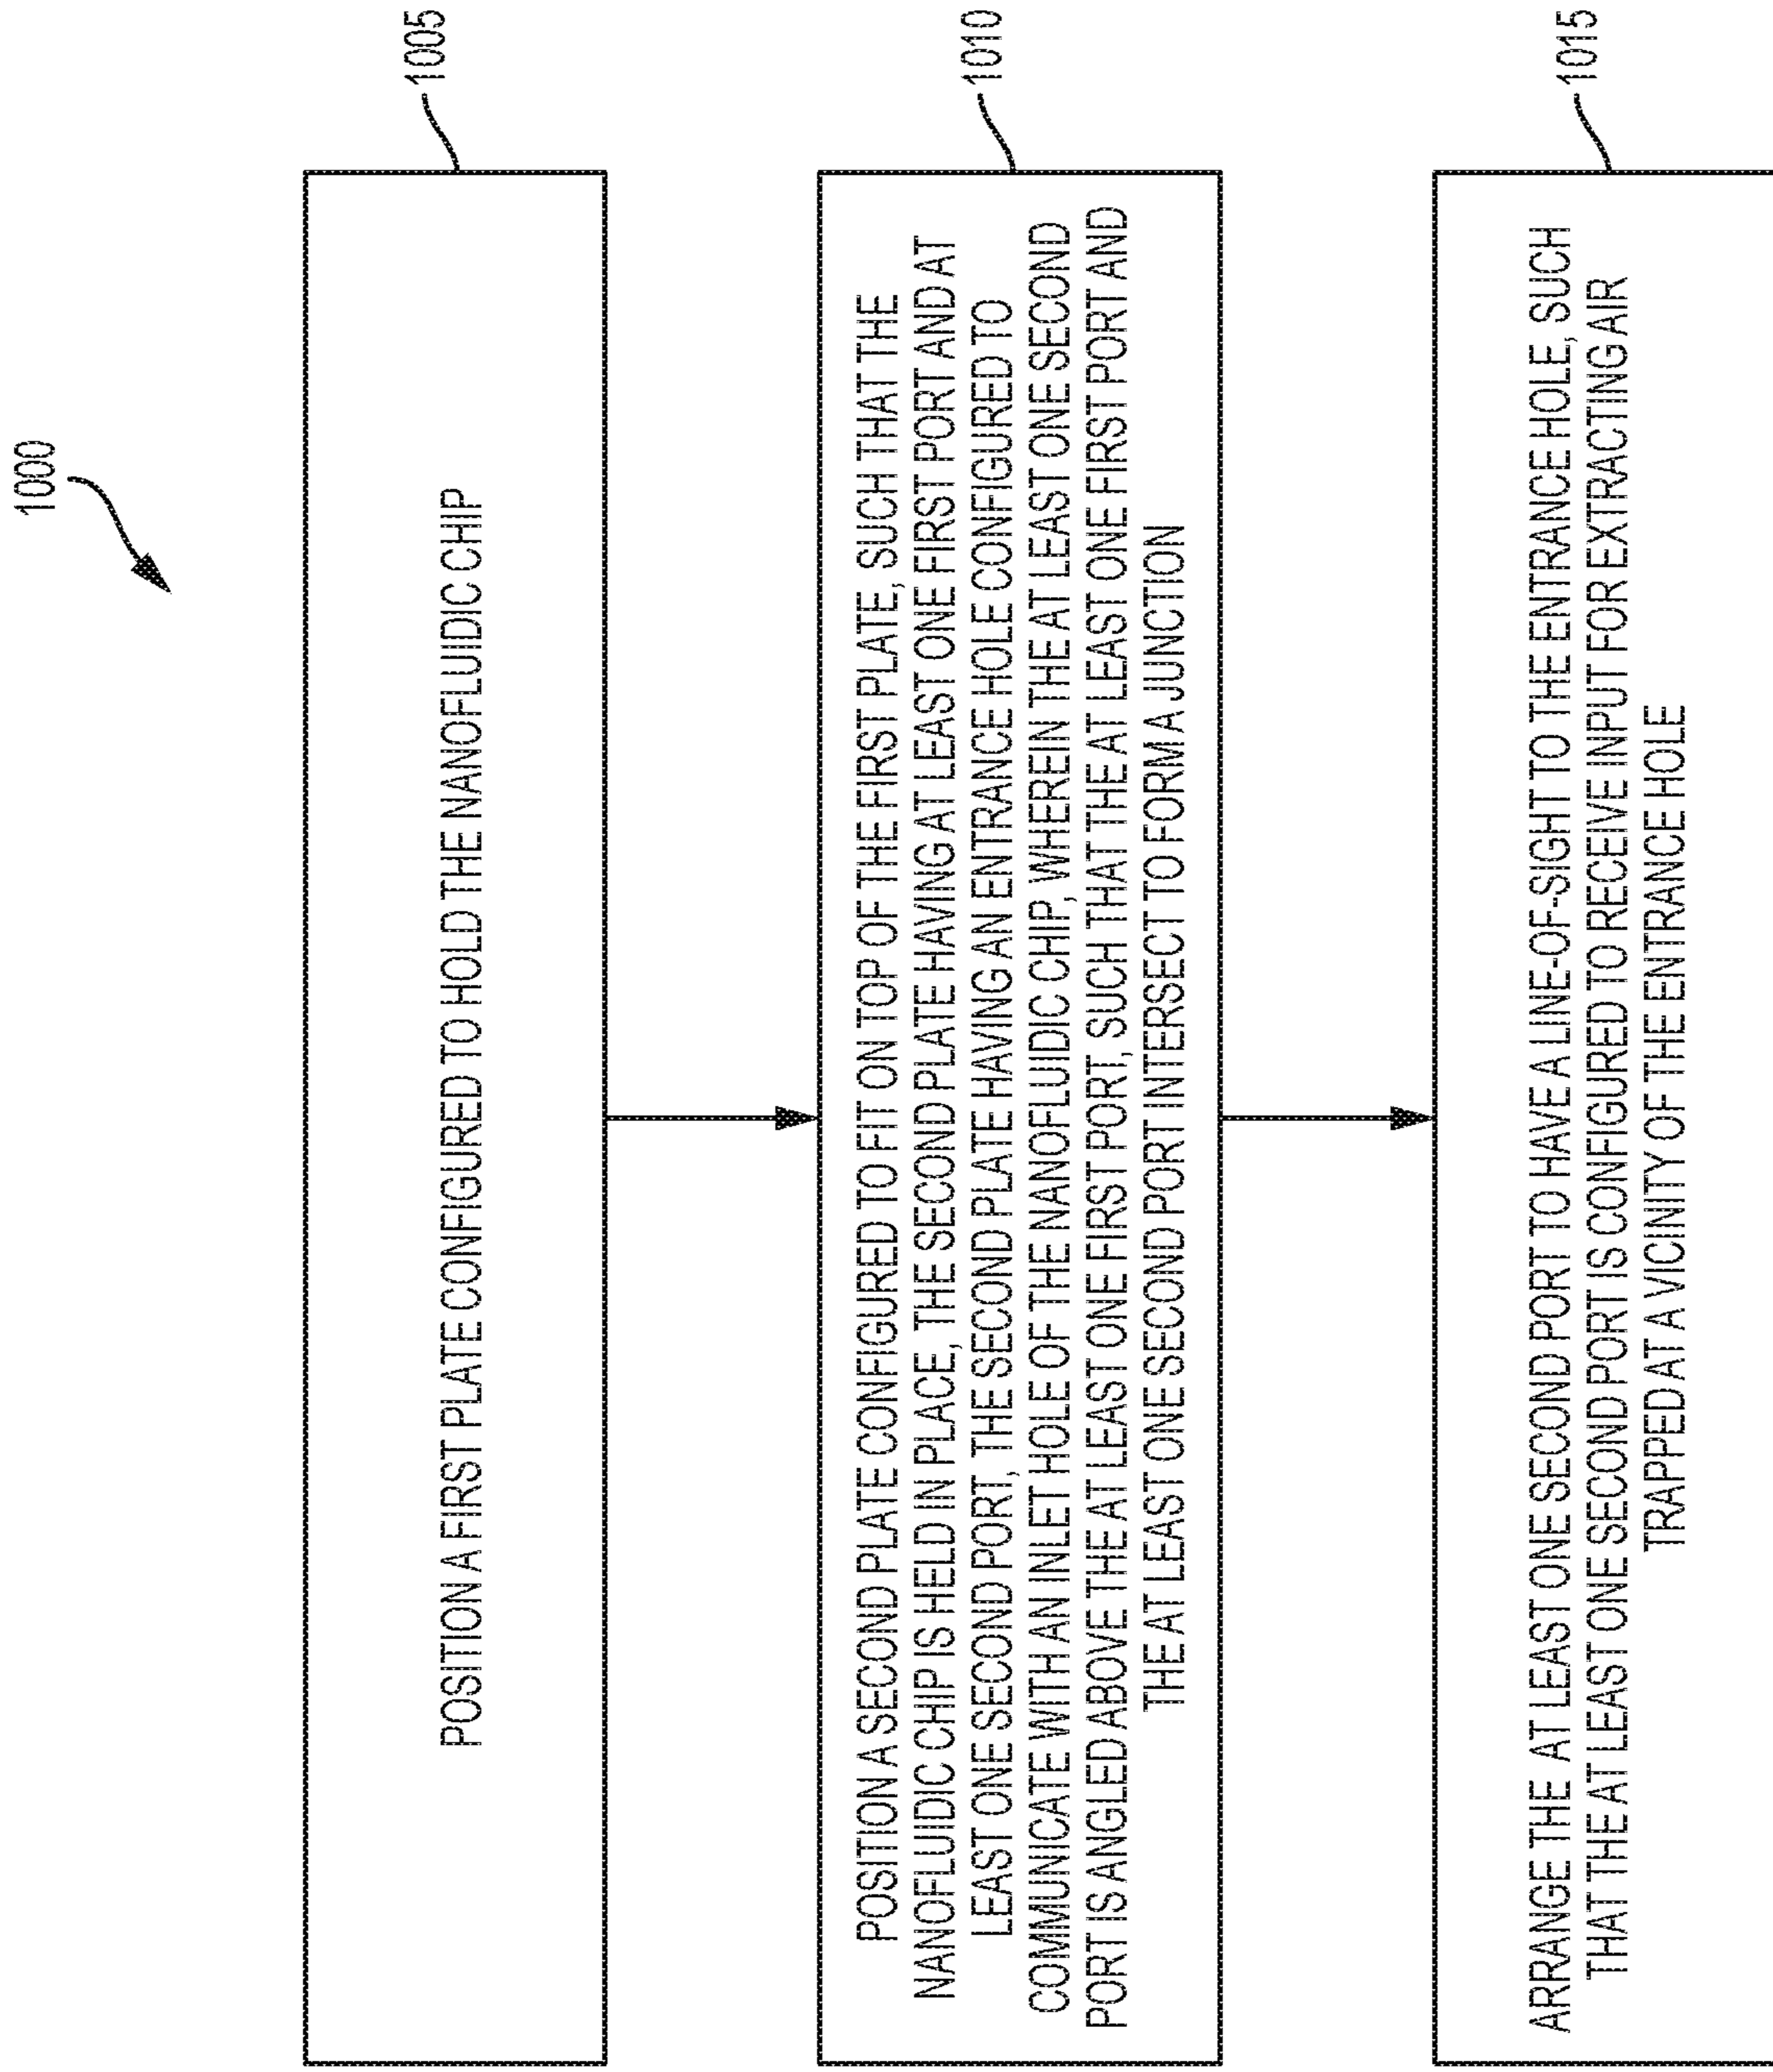 1000
POSITION A FIRST PLATE CONFIGURED TO HOLD THE NANOFLUIDIC CHIP
1005
POSITION A SECOND PLATE CONFIGURED TO FIT ON TOP OF THE FIRST PLATE, SUCH THAT THE
NANOFLUIDIC CHIP IS HELD IN PLACE, THE SECOND PLATE HAVING AT LEAST ONE FIRST PORT AND AT
LEAST ONE SECOND PORT, THE SECOND PLATE HAVING AN ENTRANCE HOLE CONFIGURED TO
COMMUNICATE WITH AN INLET HOLE OF THE NANOFLUIDIC CHIP, WHEREIN THE AT LEAST ONE SECOND
PORT IS ANGLED ABOVE THE AT LEAST ONE FIRST PORT, SUCH THAT THE AT LEAST ONE FIRST PORT AND
THE AT LEAST ONE SECOND PORT INTERSECT TO FORM A JUNCTION
1010
ARRANGE THE AT LEAST ONE SECOND PORT TO HAVE A LINE-OF-SIGHT TO THE ENTRANCE HOLE, SUCH
THAT THE AT LEAST ONE SECOND PORT IS CONFIGURED TO RECEIVE INPUT FOR EXTRACTING AIR
TRAPPED AT A VICINITY OF THE ENTRANCE HOLE
1015